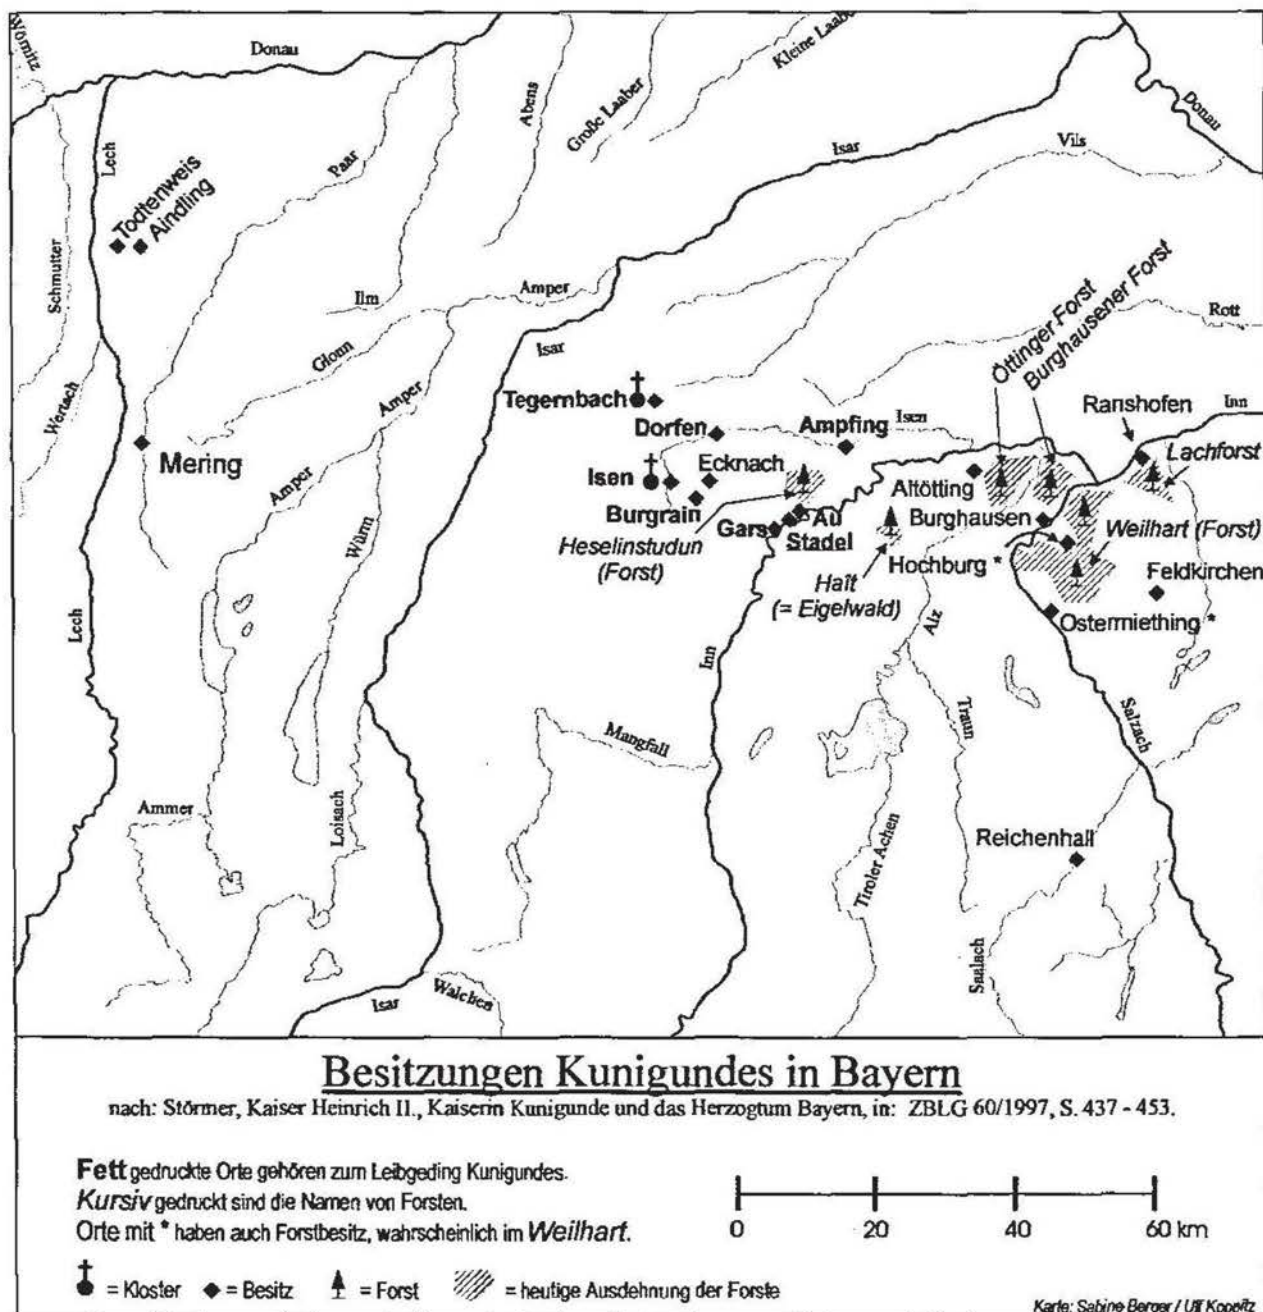 Wörnitz
Donau
Kleine Laaber
Große Laaber
Abens
Donau
Lech
Paar
Isar
Vils
Todtenweis
Aindling
Schmutter
Ilm
Amper
Öttinger Forst
Burghausener Forst
Rott
Glonn
Isar
Wertach
Amper
Tegernbach
Ranshofen
Inn
Dorfen
Ampfing
Isen
Mering
Lachforst
Isen
Ecknach
Amper
Altötting
Burgrain
Au
Burghausen
Gars
Stadel
Weilhart (Forst)
Würm
Heselinstudun
(Forst)
Hochburg *
Feldkirchen
Hart
(= Eigelwald)
Alz
Ostermiething *
Lech
Inn
Traun
Salzach
Mangfall
Ammer
Loisach
Reichenhall
Tiroler Achen
Saalach
Isar
Walchen
Besitzungen Kunigundes in Bayern
nach: Störmer, Kaiser Heinrich II., Kaiserin Kunigunde und das Herzogtum Bayern, in: ZBLG 60/1997, S. 437 - 453.
Fett gedruckte Orte gehören zum Leibgeding Kunigundes.
Kursiv gedruckt sind die Namen von Forsten.
Orte mit * haben auch Forstbesitz, wahrscheinlich im Weilhart.
0 20 40 60 km
= Kloster = Besitz = Forst = heutige Ausdehnung der Forste
Karte: Sabine Berger / Ulf Koppitz